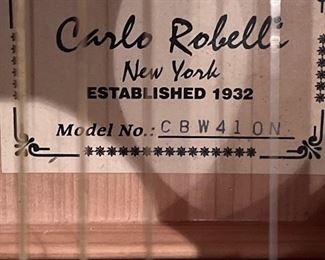 Carlo Robelli
New York
ESTABLISHED 1932
Model No.: CBW410N